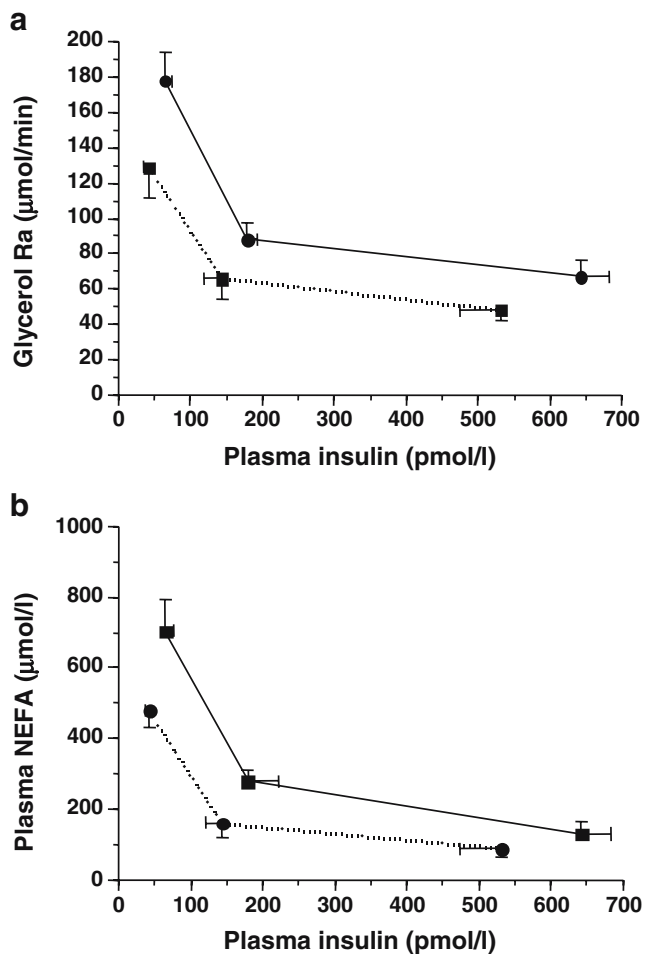 a
200
180
160
140
120
100
80
60
40
20
0
Glycerol Ra (μmol/min)
0 100 200 300 400 500 600 700
Plasma insulin (pmol/l)
b
1000
800
600
400
200
0
Plasma NEFA (μmol/l)
0 100 200 300 400 500 600 700
Plasma insulin (pmol/l)